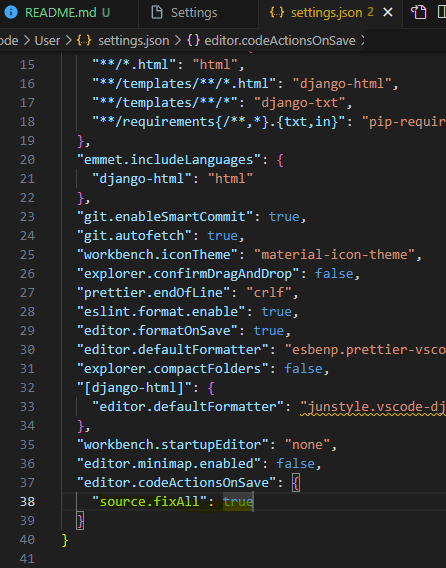 README.md U Settings settings.json 2
ode > User > {..} settings.json > {} editor.codeActionsOnSave >
15 "**/*.html": "html",
16 "**/templates/**/*.html": "django-html",
17 "**/templates/**/*": "django-txt",
18 "**/requirements{/**,*}.{txt,in}": "pip-requir
19 },
20 "emmet.includeLanguages": {
21 "django-html": "html"
22 },
23 "git.enableSmartCommit": true,
24 "git.autofetch": true,
25 "workbench.iconTheme": "material-icon-theme",
26 "explorer.confirmDragAndDrop": false,
27 "prettier.endOfLine": "crlf",
28 "eslint.format.enable": true,
29 "editor.formatOnSave": true,
30 "editor.defaultFormatter": "esbenp.prettier-vsco
31 "explorer.compactFolders": false,
32 "[django-html]": {
33 "editor.defaultFormatter": "junstyle.vscode-dj
34 },
35 "workbench.startupEditor": "none",
36 "editor.minimap.enabled": false,
37 "editor.codeActionsOnSave": {
38 "source.fixAll": true
39 }
40 }
41